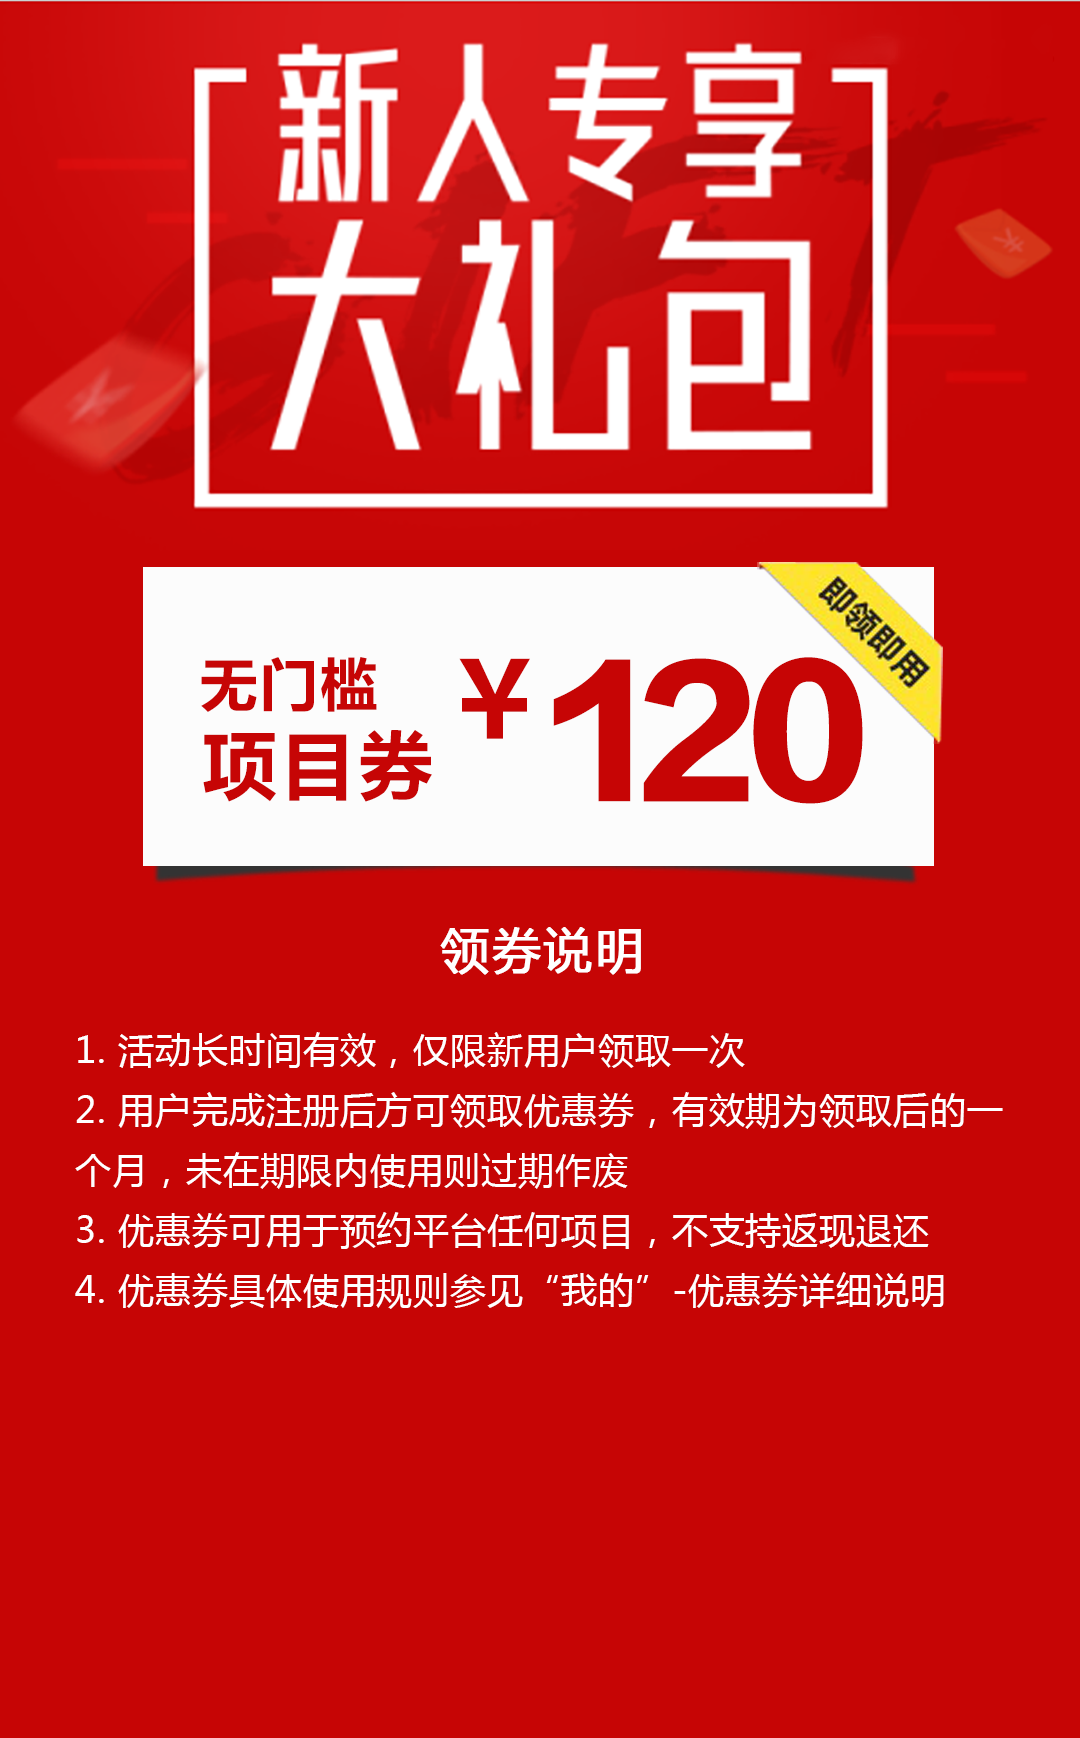 新人专享
大礼包
即领即用
无门槛
项目券
￥120
领券说明
1. 活动长时间有效，仅限新用户领取一次
2. 用户完成注册后方可领取优惠券，有效期为领取后的一
个月，未在期限内使用则过期作废
3. 优惠券可用于预约平台任何项目，不支持返现退还
4. 优惠券具体使用规则参见“我的”-优惠券详细说明